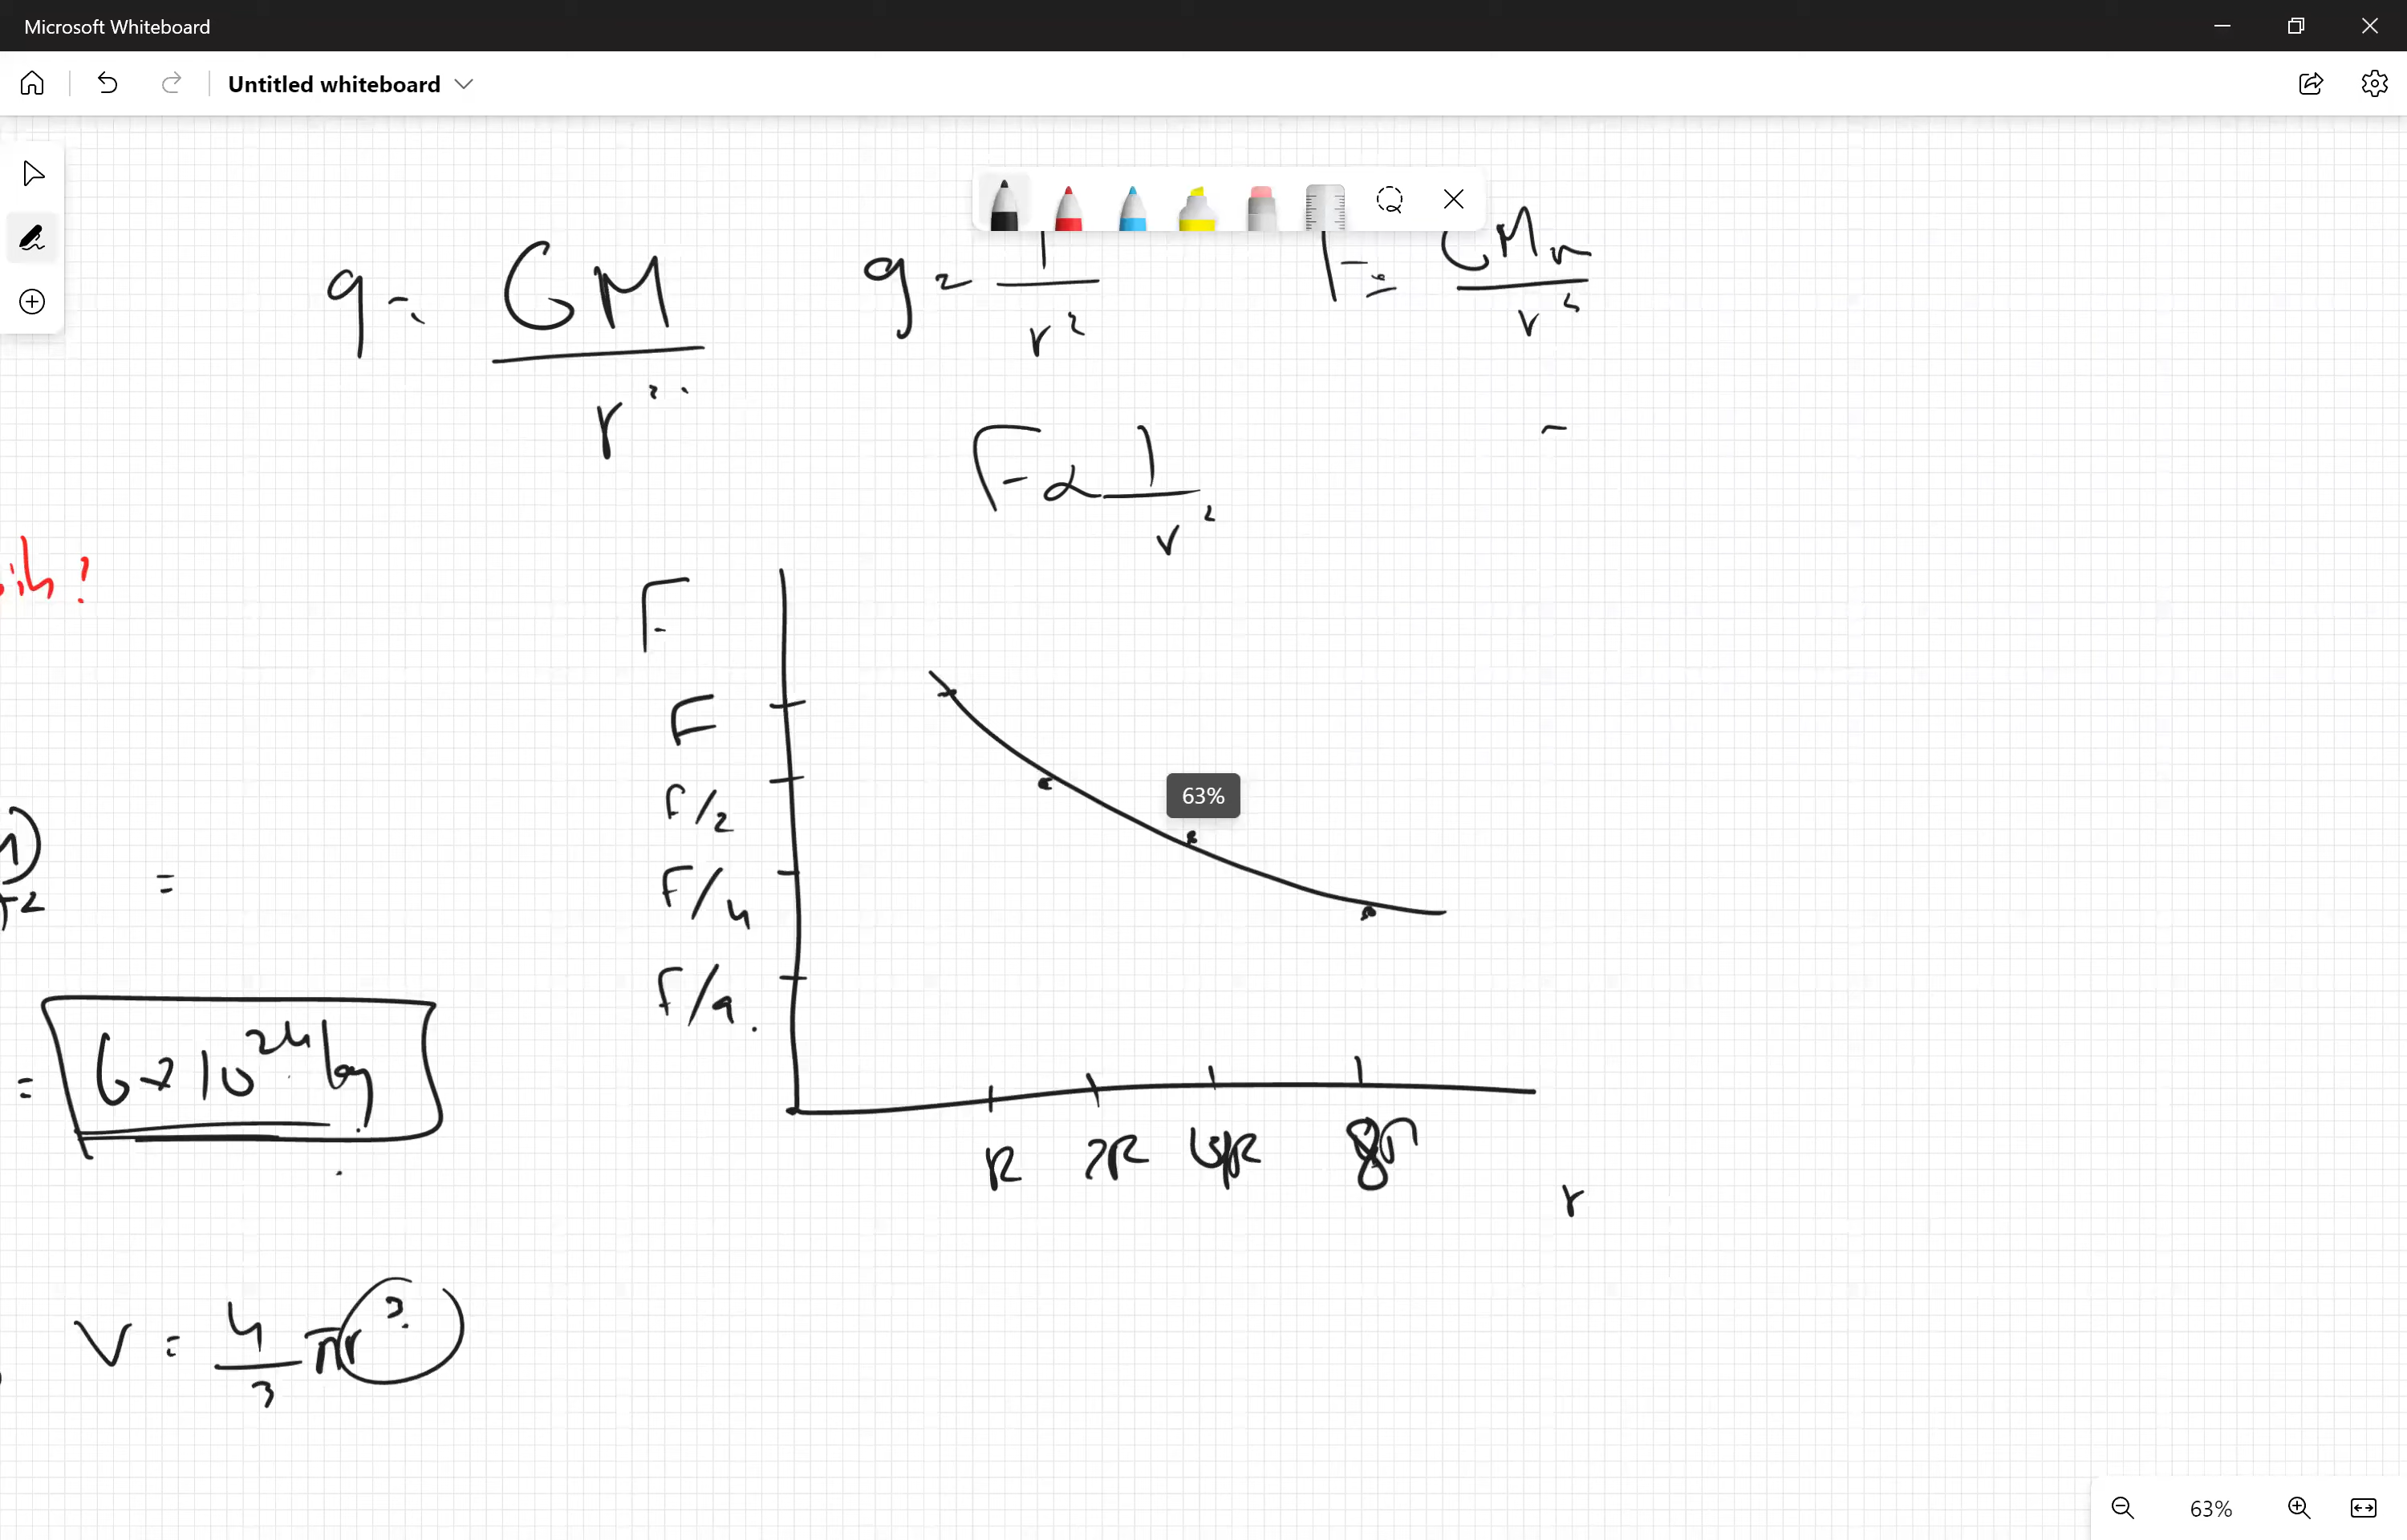 Microsoft Whiteboard
Untitled whiteboard
g = GM / r²
g = 1 / r²
F = GMm / r²
F ∝ 1 / r²
F
F
F/2
63%
F/4
=
F/9.
= 6 × 10²⁴ kg
R 2R 4R 8r
r
V = 4/3 πr³
63%